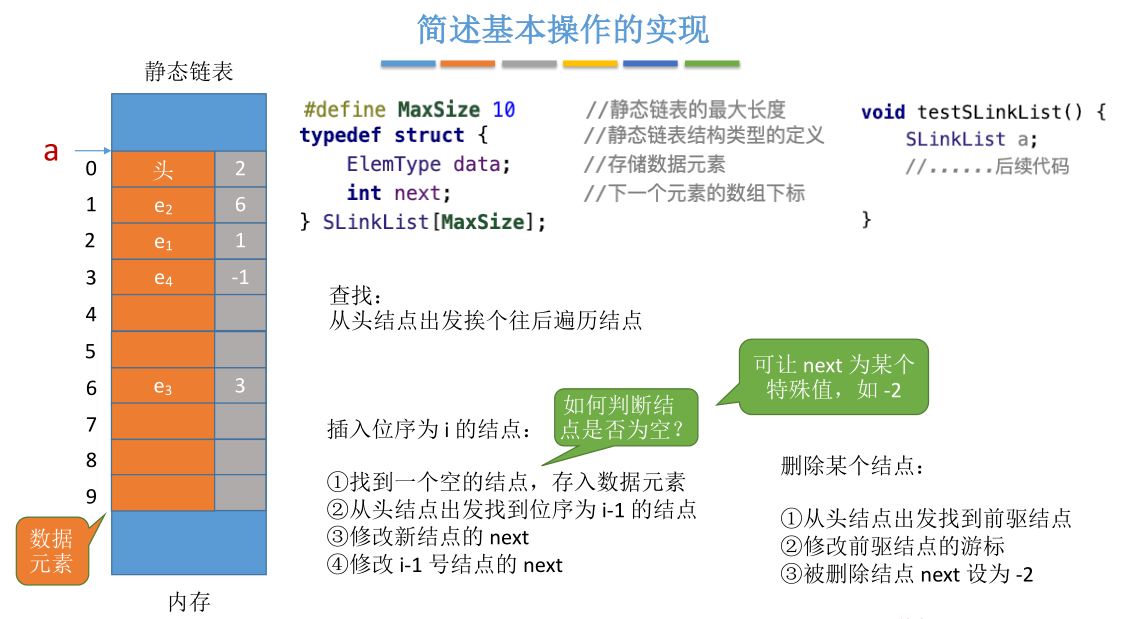 简述基本操作的实现
静态链表
a
0 头 2
1 e₂ 6
2 e₁ 1
3 e₄ -1
4
5
6 e₃ 3
7
8
9
数据
元素
内存
#define MaxSize 10 //静态链表的最大长度
typedef struct { //静态链表结构类型的定义
ElemType data; //存储数据元素
int next; //下一个元素的数组下标
} SLinkList[MaxSize];
void testSLinkList() {
SLinkList a;
//......后续代码
}
查找：
从头结点出发挨个往后遍历结点
可让 next 为某个
特殊值，如 -2
如何判断结
点是否为空？
插入位序为 i 的结点：
①找到一个空的结点，存入数据元素
②从头结点出发找到位序为 i-1 的结点
③修改新结点的 next
④修改 i-1 号结点的 next
删除某个结点：
①从头结点出发找到前驱结点
②修改前驱结点的游标
③被删除结点 next 设为 -2